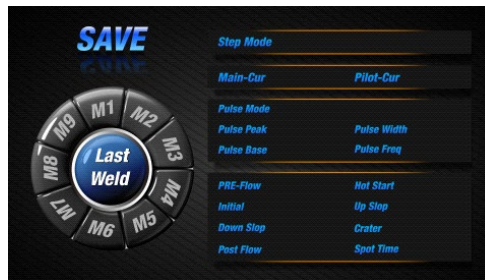 SAVE
M1
M2
M3
M4
M5
M6
M7
M8
M9
Last
Weld
Step Mode
Main-Cur Pilot-Cur
Pulse Mode
Pulse Peak Pulse Width
Pulse Base Pulse Freq
PRE-Flow Hot Start
Initial Up Slop
Down Slop Crater
Post Flow Spot Time